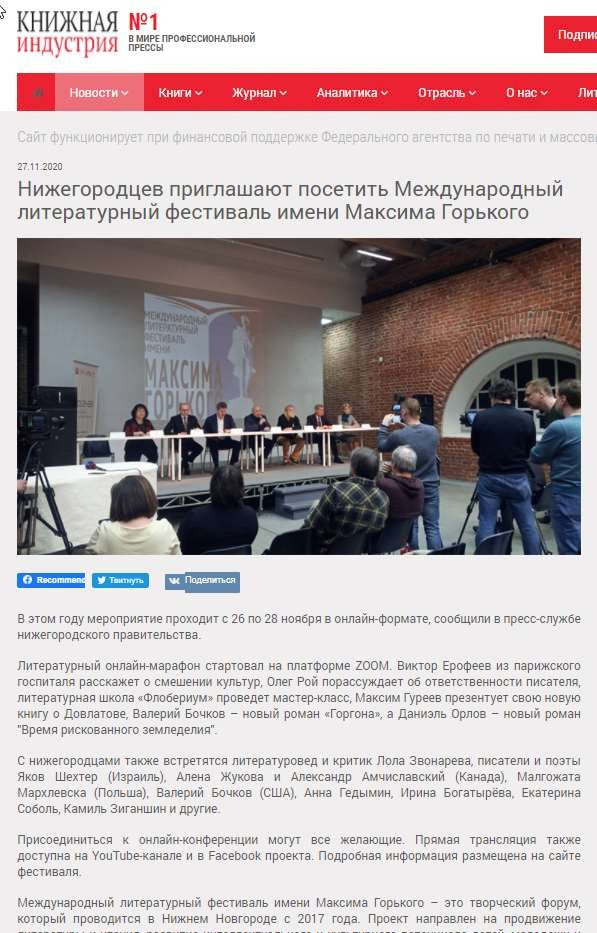 КНИЖНАЯ №1
индустрия В МИРЕ ПРОФЕССИОНАЛЬНОЙ
ПРЕССЫ
Подпис
Новости Книги Журнал Аналитика Отрасль О нас Лит
Сайт функционирует при финансовой поддержке Федерального агентства по печати и массовы
27.11.2020
Нижегородцев приглашают посетить Международный
литературный фестиваль имени Максима Горького
МЕЖДУНАРОДНЫЙ
ЛИТЕРАТУРНЫЙ
ФЕСТИВАЛЬ
ИМЕНИ
МАКСИМА
ГОРЬКОГО
Recommend Твитнуть Поделиться
В этом году мероприятие проходит с 26 по 28 ноября в онлайн-формате, сообщили в пресс-службе
нижегородского правительства.
Литературный онлайн-марафон стартовал на платформе ZOOM. Виктор Ерофеев из парижского
госпиталя расскажет о смешении культур, Олег Рой порассуждает об ответственности писателя,
литературная школа «Флобериум» проведет мастер-класс, Максим Гуреев презентует свою новую
книгу о Довлатове, Валерий Бочков – новый роман «Горгона», а Даниэль Орлов – новый роман
"Время рискованного земледелия".
С нижегородцами также встретятся литературовед и критик Лола Звонарева, писатели и поэты
Яков Шехтер (Израиль), Алена Жукова и Александр Амчиславский (Канада), Малгожата
Мархлевска (Польша), Валерий Бочков (США), Анна Гедымин, Ирина Богатырёва, Екатерина
Соболь, Камиль Зиганшин и другие.
Присоединиться к онлайн-конференции могут все желающие. Прямая трансляция также
доступна на YouTube-канале и в Facebook проекта. Подробная информация размещена на сайте
фестиваля.
Международный литературный фестиваль имени Максима Горького – это творческий форум,
который проводится в Нижнем Новгороде с 2017 года. Проект направлен на продвижение